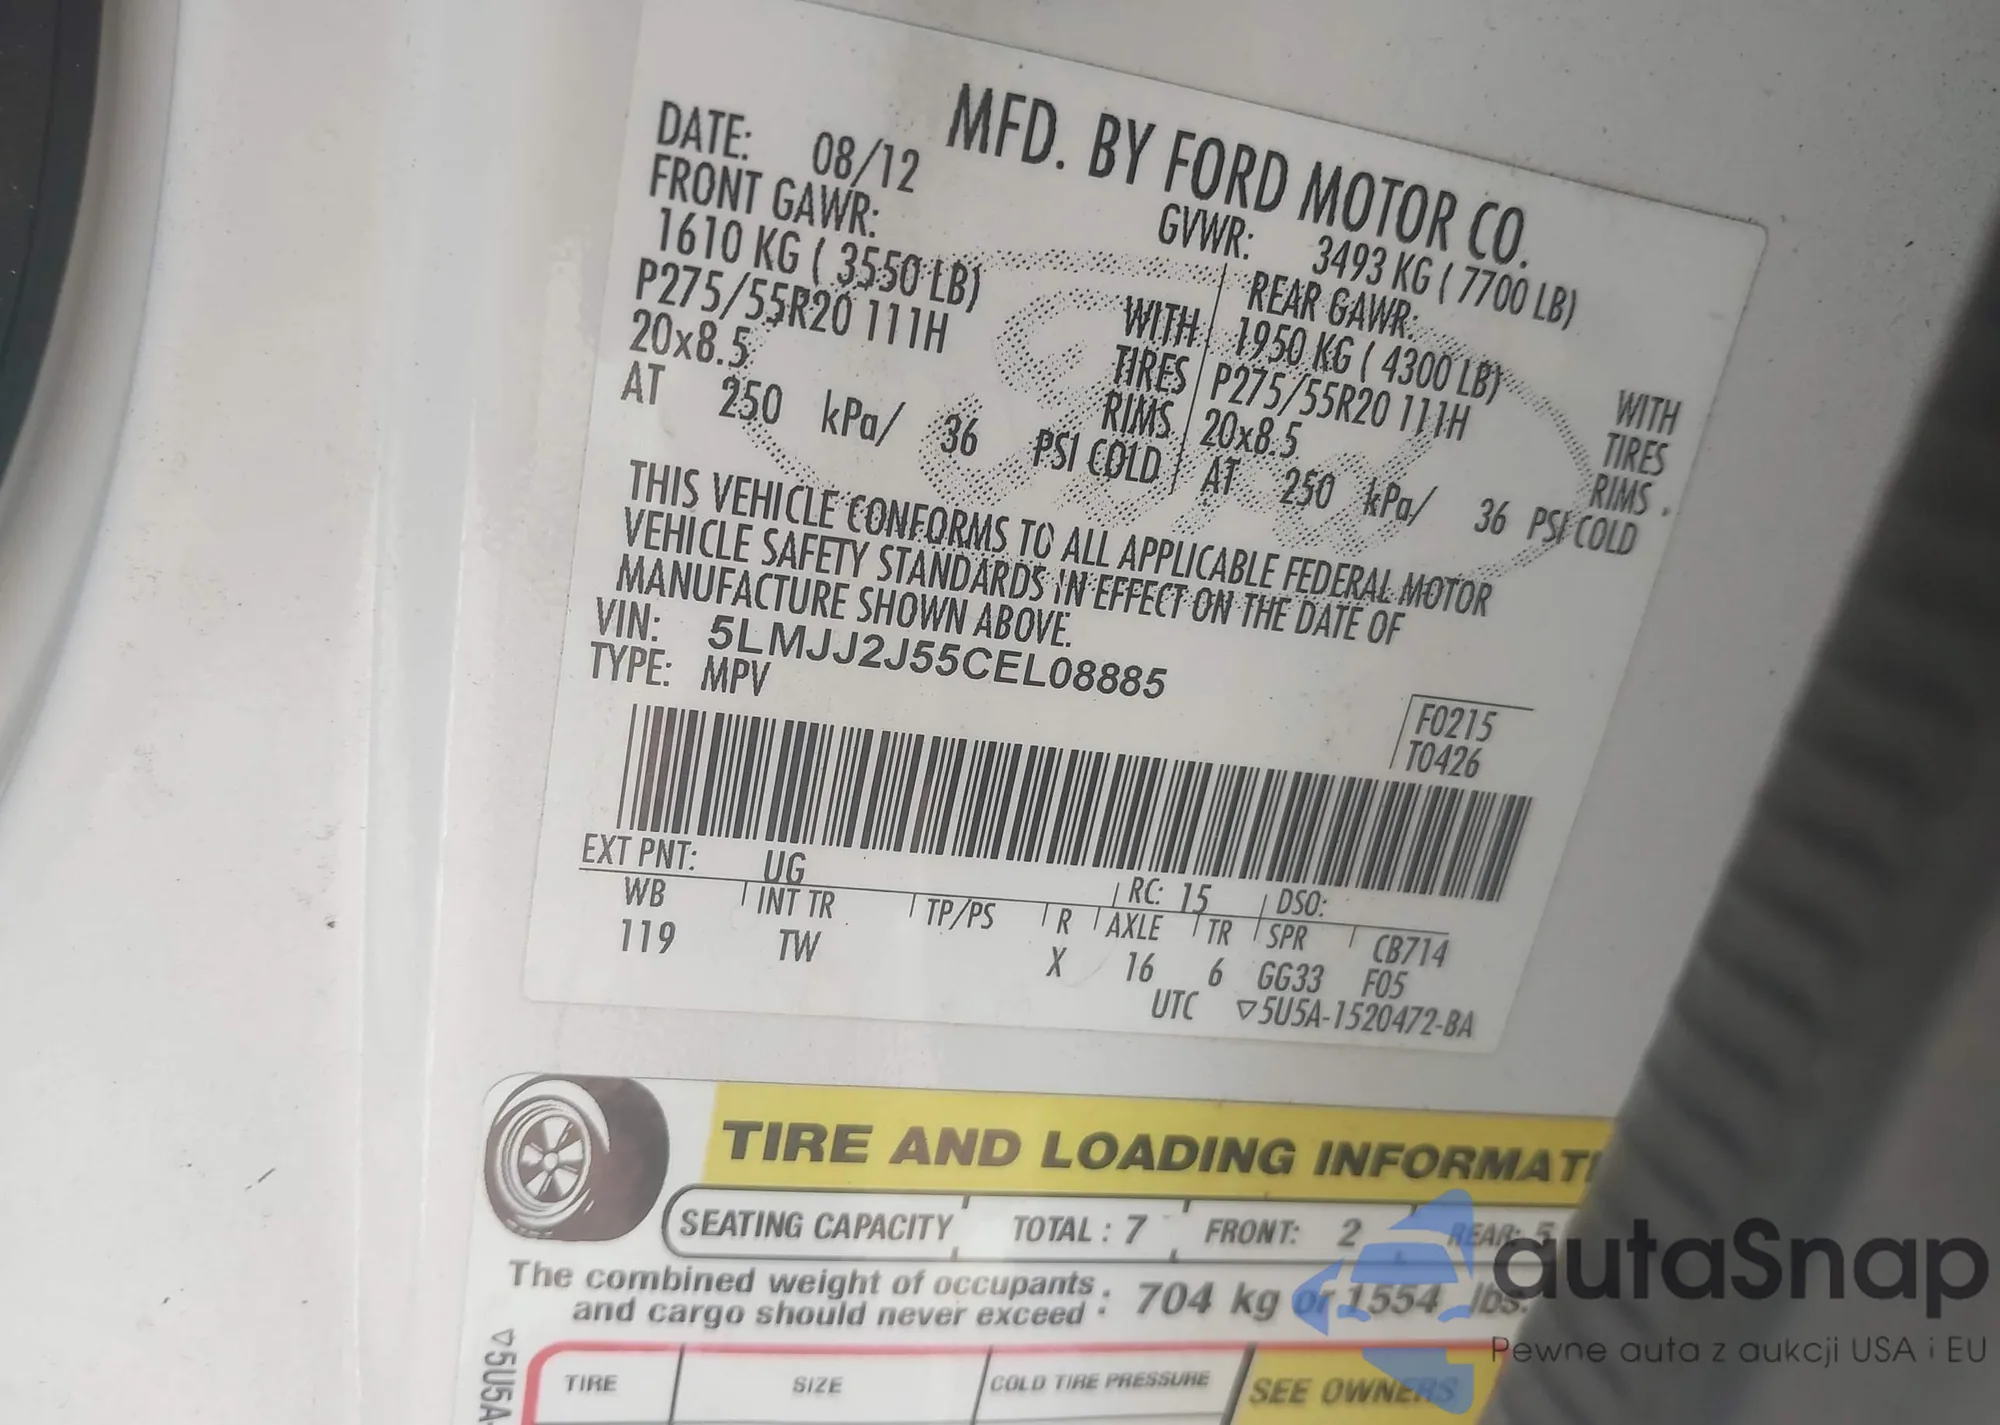 MFD. BY FORD MOTOR CO.
DATE: 08/12 GVWR: 3493 KG ( 7700 LB)
FRONT GAWR: REAR GAWR:
1610 KG ( 3550 LB) WITH 1950 KG ( 4300 LB) WITH
P275/55R20 111H TIRES P275/55R20 111H TIRES
20x8.5 RIMS 20x8.5 RIMS
AT 250 kPa/ 36 PSI COLD AT 250 kPa/ 36 PSI COLD
THIS VEHICLE CONFORMS TO ALL APPLICABLE FEDERAL MOTOR
VEHICLE SAFETY STANDARDS IN EFFECT ON THE DATE OF
MANUFACTURE SHOWN ABOVE.
VIN: 5LMJJ2J55CEL08885
TYPE: MPV
F0215
T0426
EXT PNT: UG RC: 15 DSO:
WB INT TR TP/PS R AXLE TR SPR CB714
119 TW X 16 6 GG33 F05
UTC ▽5U5A-1520472-BA
TIRE AND LOADING INFORMATI
SEATING CAPACITY TOTAL : 7 FRONT: 2 REAR: 5
The combined weight of occupants
and cargo should never exceed : 704 kg or 1554 lbs.
TIRE SIZE COLD TIRE PRESSURE SEE OWNERS
▽5U5A-
autaSnap
Pewne auta z aukcji USA i EU